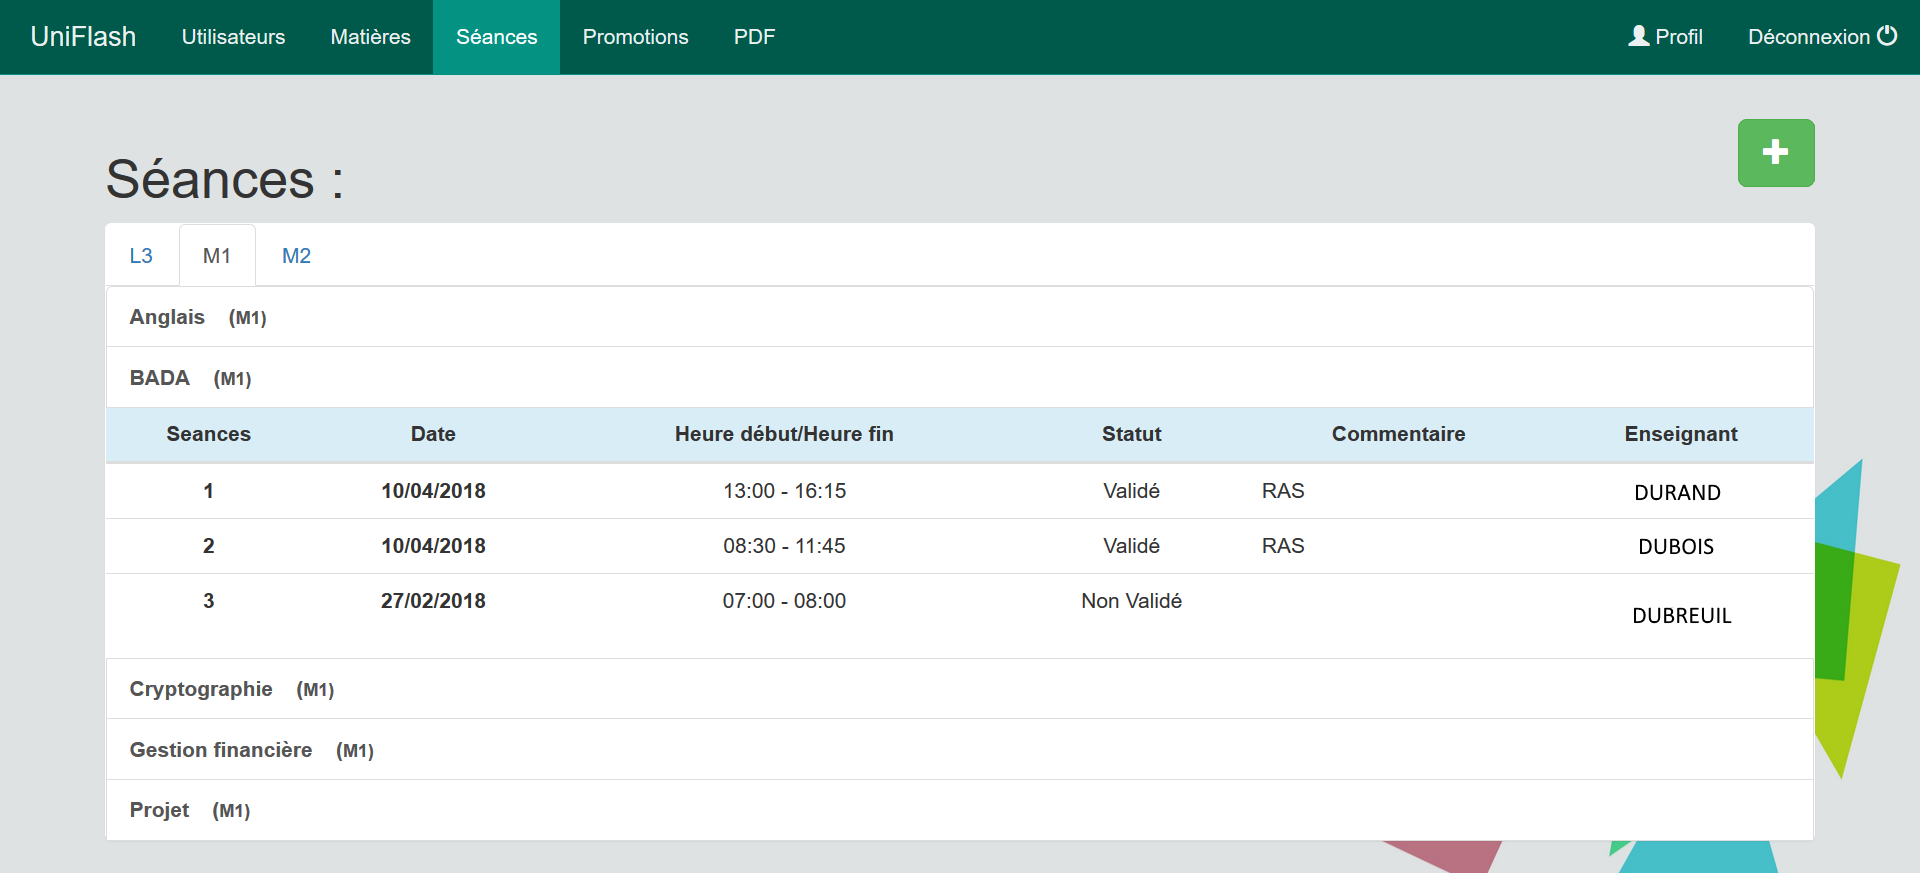 UniFlash Utilisateurs Matières Séances Promotions PDF Profil Déconnexion
Séances :
L3 M1 M2
Anglais (M1)
BADA (M1)
Seances Date Heure début/Heure fin Statut Commentaire Enseignant
1 10/04/2018 13:00 - 16:15 Validé RAS DURAND
2 10/04/2018 08:30 - 11:45 Validé RAS DUBOIS
3 27/02/2018 07:00 - 08:00 Non Validé DUBREUIL
Cryptographie (M1)
Gestion financière (M1)
Projet (M1)